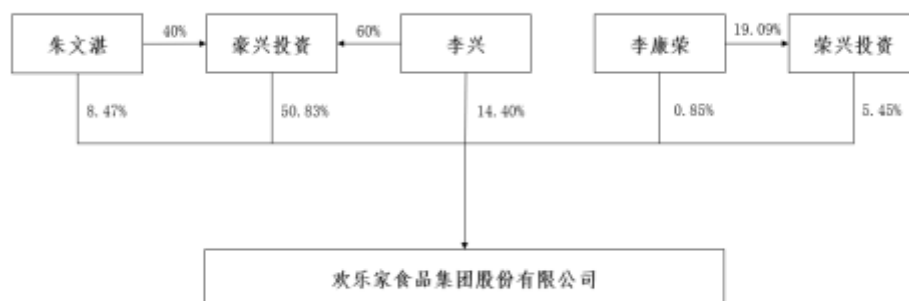 朱文湛 40% 豪兴投资 60% 李兴 李康荣 19.09% 荣兴投资
8.47% 50.83% 14.40% 0.85% 5.45%
欢乐家食品集团股份有限公司